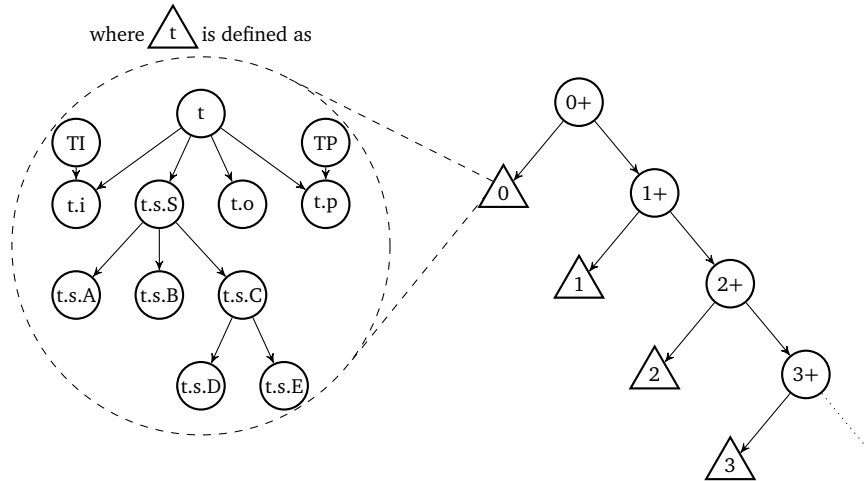 where t is defined as
t
0+
TI
TP
t.i
t.s.S
t.o
t.p
0
1+
t.s.A
t.s.B
t.s.C
1
2+
t.s.D
t.s.E
2
3+
3